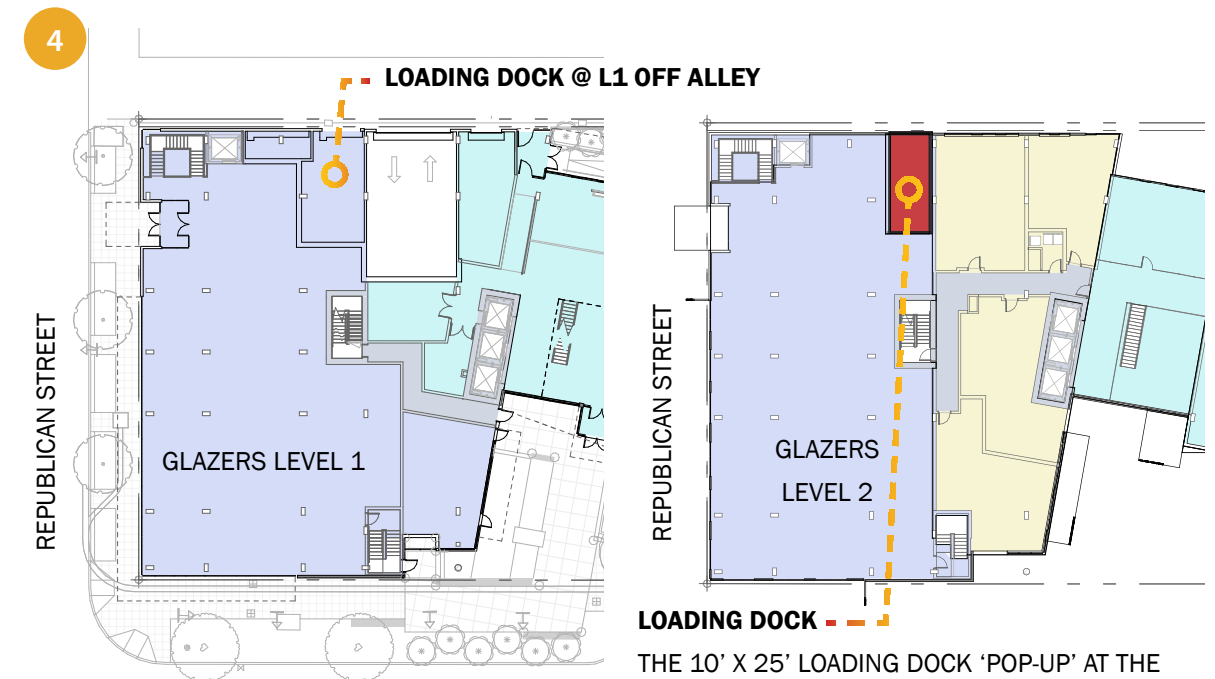 4
LOADING DOCK @ L1 OFF ALLEY
REPUBLICAN STREET
GLAZERS LEVEL 1
REPUBLICAN STREET
GLAZERS
LEVEL 2
LOADING DOCK
THE 10’ X 25’ LOADING DOCK ‘POP-UP’ AT THE